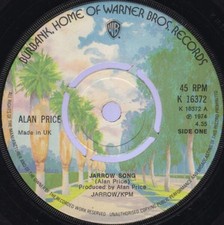 BURBANK, HOME OF WARNER BROS. RECORDS
WB
ALAN PRICE
Made in UK
45 RPM
K 16372
K 16372 A
℗ 1974
4.28
SIDE ONE
JARROW SONG
(Alan Price)
Produced by Alan Price
JARROW/KPM